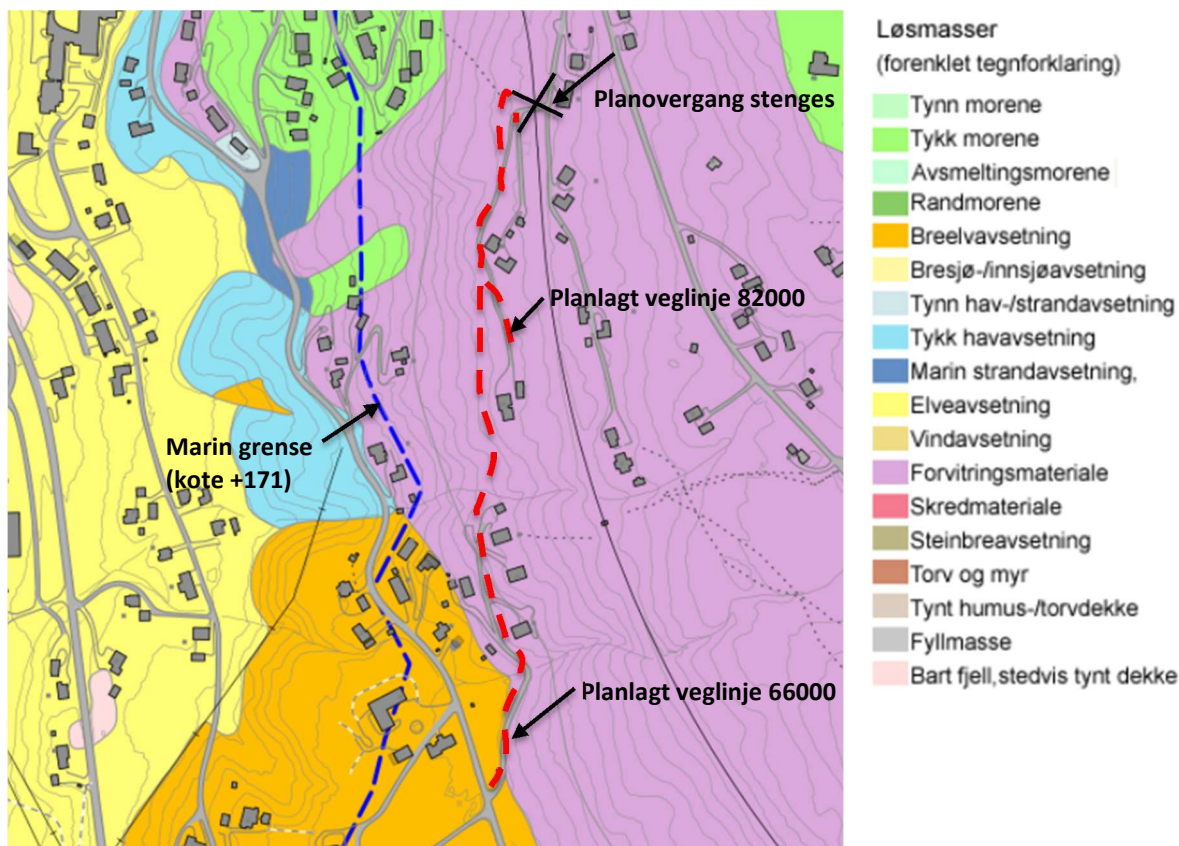 Planovergang stenges
Planlagt veglinje 82000
Marin grense
(kote +171)
Planlagt veglinje 66000
Løsmasser
(forenklet tegnforklaring)
Tynn morene
Tykk morene
Avsmeltingsmorene
Randmorene
Breelvavsetning
Bresjø-/innsjøavsetning
Tynn hav-/strandavsetning
Tykk havavsetning
Marin strandavsetning,
Elveavsetning
Vindavsetning
Forvitringsmateriale
Skredmateriale
Steinbreavsetning
Torv og myr
Tynt humus-/torvdekke
Fyllmasse
Bart fjell,stedvis tynt dekke